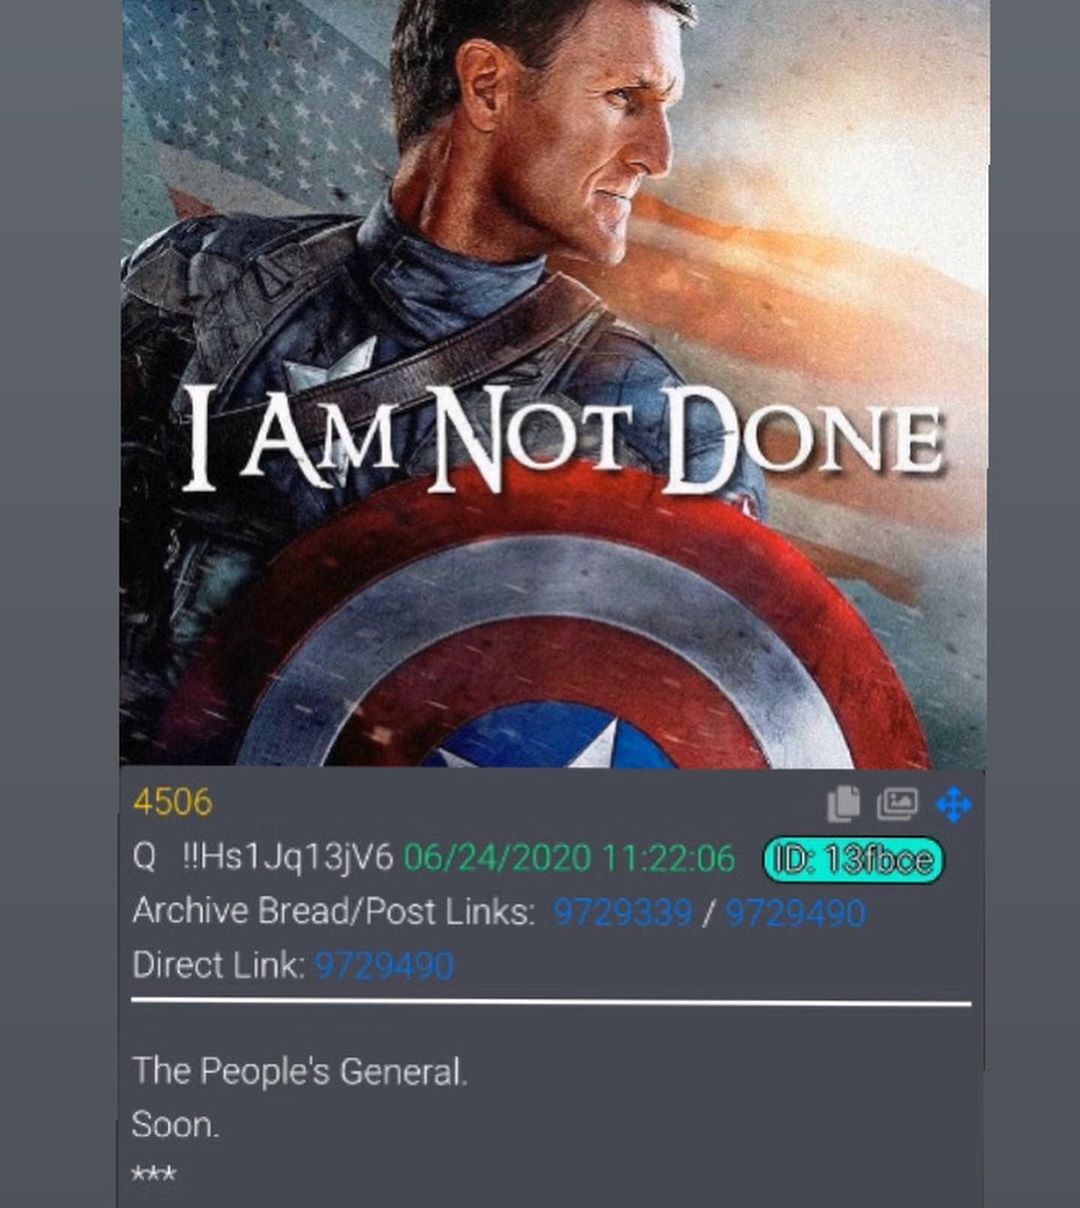 I AM NOT DONE
4506
Q !!Hs1Jq13jV6 06/24/2020 11:22:06 ID: 13fbce
Archive Bread/Post Links: 9729339 / 9729490
Direct Link: 9729490
The People's General.
Soon.
***